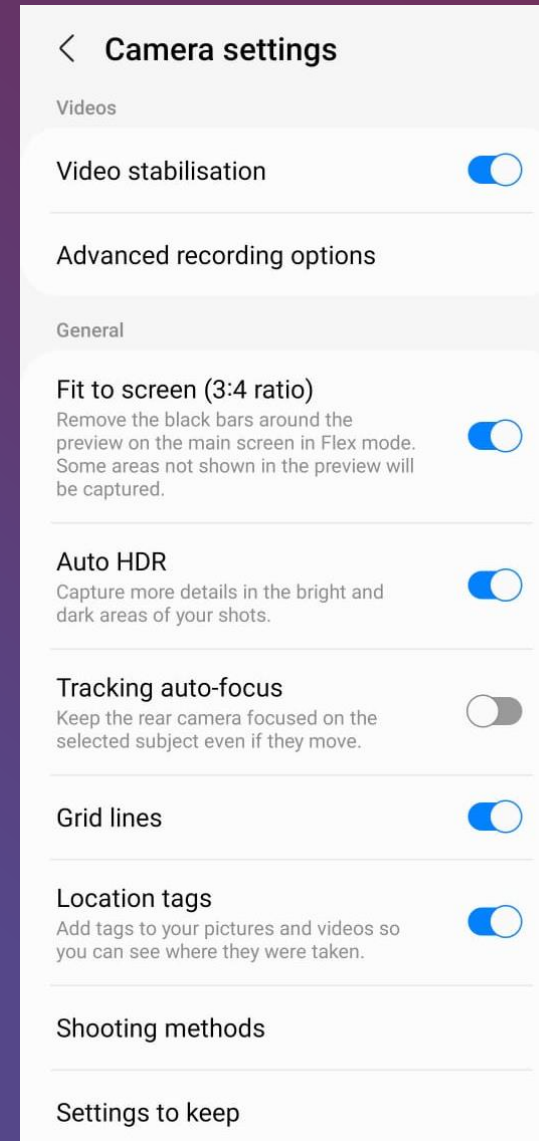 Camera settings
Videos
Video stabilisation
Advanced recording options
General
Fit to screen (3:4 ratio)
Remove the black bars around the
preview on the main screen in Flex mode.
Some areas not shown in the preview will
be captured.
Auto HDR
Capture more details in the bright and
dark areas of your shots.
Tracking auto-focus
Keep the rear camera focused on the
selected subject even if they move.
Grid lines
Location tags
Add tags to your pictures and videos so
you can see where they were taken.
Shooting methods
Settings to keep